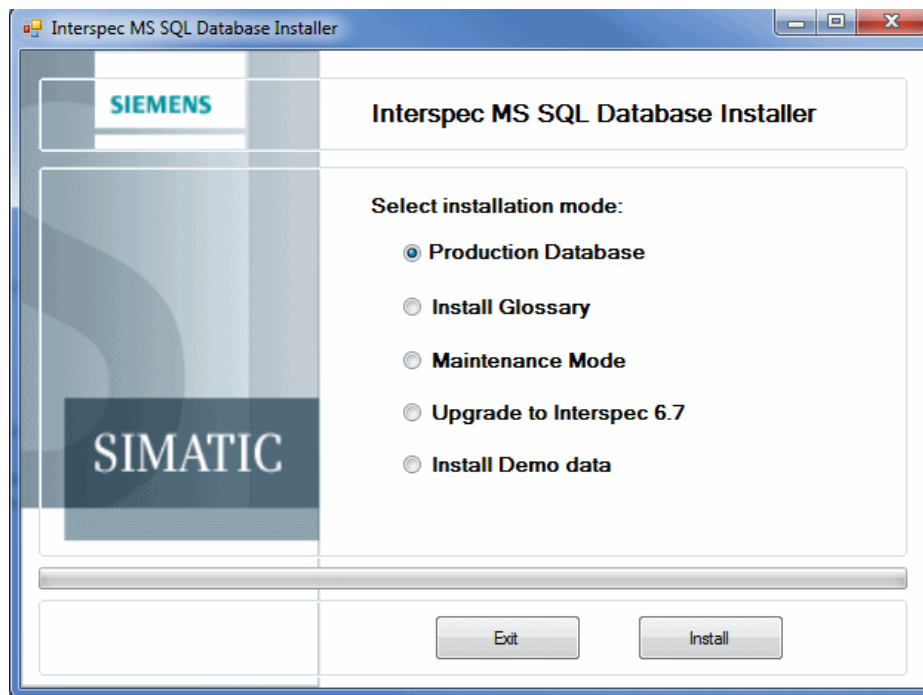 Interspec MS SQL Database Installer
SIEMENS
Interspec MS SQL Database Installer
Select installation mode:
Production Database
Install Glossary
Maintenance Mode
Upgrade to Interspec 6.7
Install Demo data
SIMATIC
Exit
Install